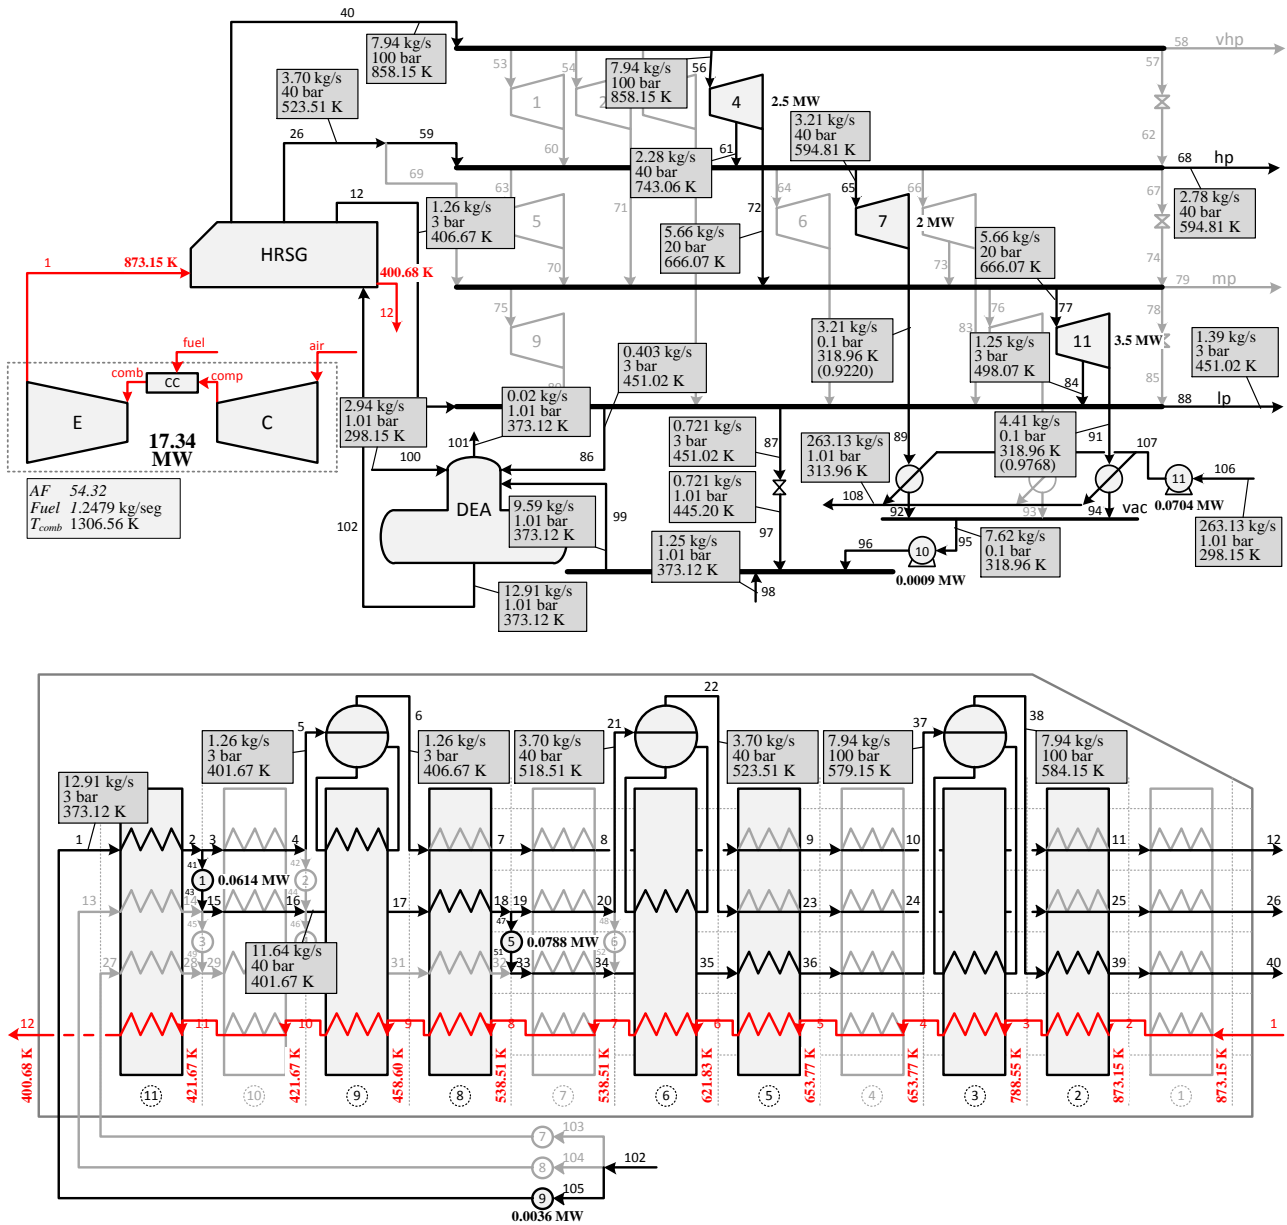 40
7.94 kg/s
100 bar
858.15 K
53
54
7.94 kg/s
100 bar
858.15 K
56
58
vhp
57
3.70 kg/s
40 bar
523.51 K
1
2
4
2.5 MW
3.21 kg/s
40 bar
594.81 K
62
26
59
60
61
2.28 kg/s
40 bar
743.06 K
68
hp
69
63
64
65
66
67
2.78 kg/s
40 bar
594.81 K
12
1.26 kg/s
3 bar
406.67 K
5
71
72
6
7
2 MW
HRSG
1
873.15 K
400.68 K
12
5.66 kg/s
20 bar
666.07 K
5.66 kg/s
20 bar
666.07 K
70
73
74
79
mp
75
76
77
78
9
3.21 kg/s
0.1 bar
318.96 K
(0.9220)
83
1.25 kg/s
3 bar
498.07 K
11
3.5 MW
1.39 kg/s
3 bar
451.02 K
fuel
air
comb
CC
comp
0.403 kg/s
3 bar
451.02 K
84
85
88
lp
E
C
17.34
MW
2.94 kg/s
1.01 bar
298.15 K
0.02 kg/s
1.01 bar
373.12 K
101
100
86
0.721 kg/s
3 bar
451.02 K
87
263.13 kg/s
1.01 bar
313.96 K
89
4.41 kg/s
0.1 bar
318.96 K
(0.9768)
91
107
106
11
0.0704 MW
AF 54.32
Fuel 1.2479 kg/seg
Tcomb 1306.56 K
DEA
9.59 kg/s
1.01 bar
373.12 K
99
0.721 kg/s
1.01 bar
445.20 K
108
92
93
94
vac
102
97
1.25 kg/s
1.01 bar
373.12 K
96
10
95
7.62 kg/s
0.1 bar
318.96 K
263.13 kg/s
1.01 bar
298.15 K
0.0009 MW
98
12.91 kg/s
1.01 bar
373.12 K
22
5
6
21
37
38
1.26 kg/s
3 bar
401.67 K
1.26 kg/s
3 bar
406.67 K
3.70 kg/s
40 bar
518.51 K
3.70 kg/s
40 bar
523.51 K
7.94 kg/s
100 bar
579.15 K
7.94 kg/s
100 bar
584.15 K
12.91 kg/s
3 bar
373.12 K
1
2
3
4
7
8
9
10
11
12
41
42
1
0.0614 MW
2
43
13
14
15
16
17
18
19
20
23
24
25
26
45
46
47
48
3
11.64 kg/s
40 bar
401.67 K
5
0.0788 MW
6
49
51
52
27
28
29
31
32
33
34
35
36
39
40
12
11
10
9
8
7
6
5
4
3
2
1
400.68 K
421.67 K
421.67 K
458.60 K
538.51 K
538.51 K
621.83 K
653.77 K
653.77 K
788.55 K
873.15 K
873.15 K
11
10
9
8
7
6
5
4
3
2
1
7
103
8
104
102
9
105
0.0036 MW